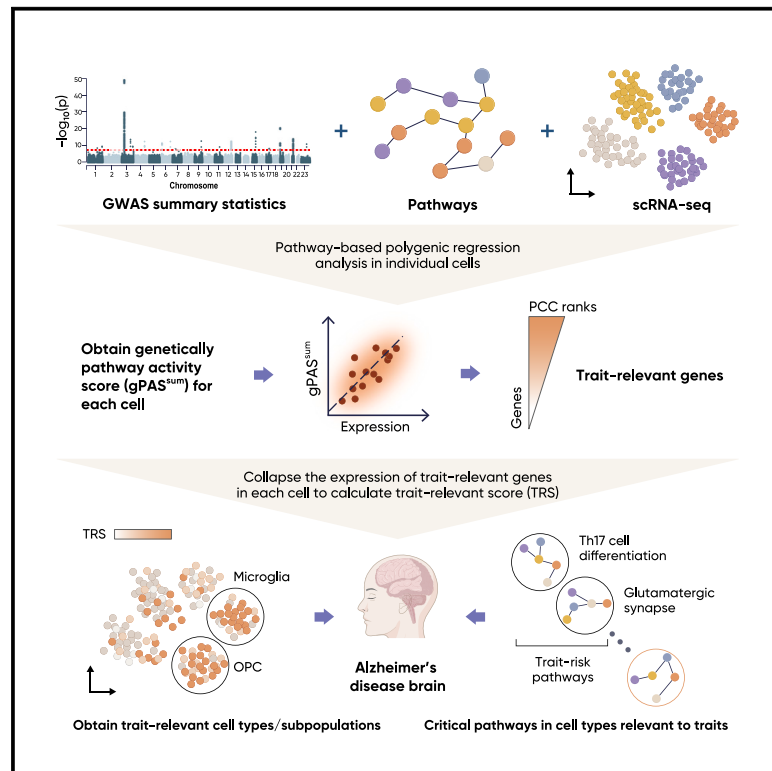 -log₁₀(p)
50
40
30
20
10
0
1 2 3 4 5 6 7 8 9 10 11 12 13 14 15 16 17 18 19 20 21 22 23
Chromosome
GWAS summary statistics
+
Pathways
+
scRNA-seq
Pathway-based polygenic regression
analysis in individual cells
Obtain genetically
pathway activity
score (gPASˢᵘᵐ) for
each cell
gPASˢᵘᵐ
Expression
PCC ranks
Genes
Trait-relevant genes
Collapse the expression of trait-relevant genes
in each cell to calculate trait-relevant score (TRS)
TRS
Microglia
OPC
Obtain trait-relevant cell types/subpopulations
Alzheimer's
disease brain
Th17 cell
differentiation
Glutamatergic
synapse
Trait-risk
pathways
Critical pathways in cell types relevant to traits